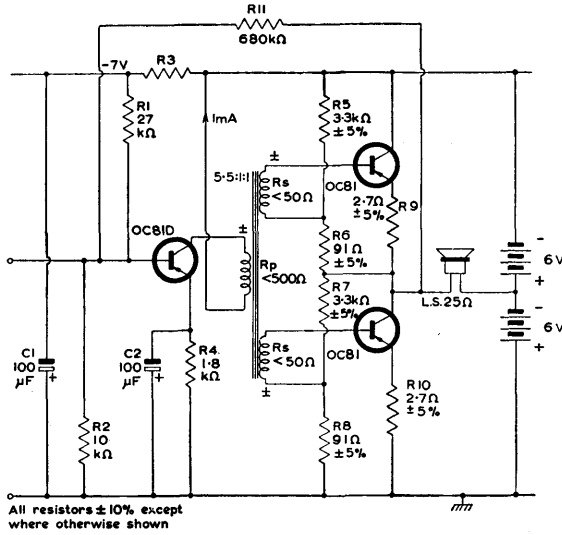 R11
680kΩ
-7V
R3
R1
27
kΩ
1mA
R5
3·3kΩ
±5%
±
5·5:1:1
Rs
<50Ω
OC81
2·7Ω
±5%
R9
OC81D
±
Rp
<500Ω
R6
91Ω
±5%
R7
3·3kΩ
±5%
-
6V
+
L.S.25Ω
-
6V
+
Rs
<50Ω
OC81
±
C1
100
μF
+
C2
100
μF
+
R4
1·8
kΩ
R10
2·7Ω
±5%
R2
10
kΩ
R8
91Ω
±5%
All resistors ±10% except
where otherwise shown